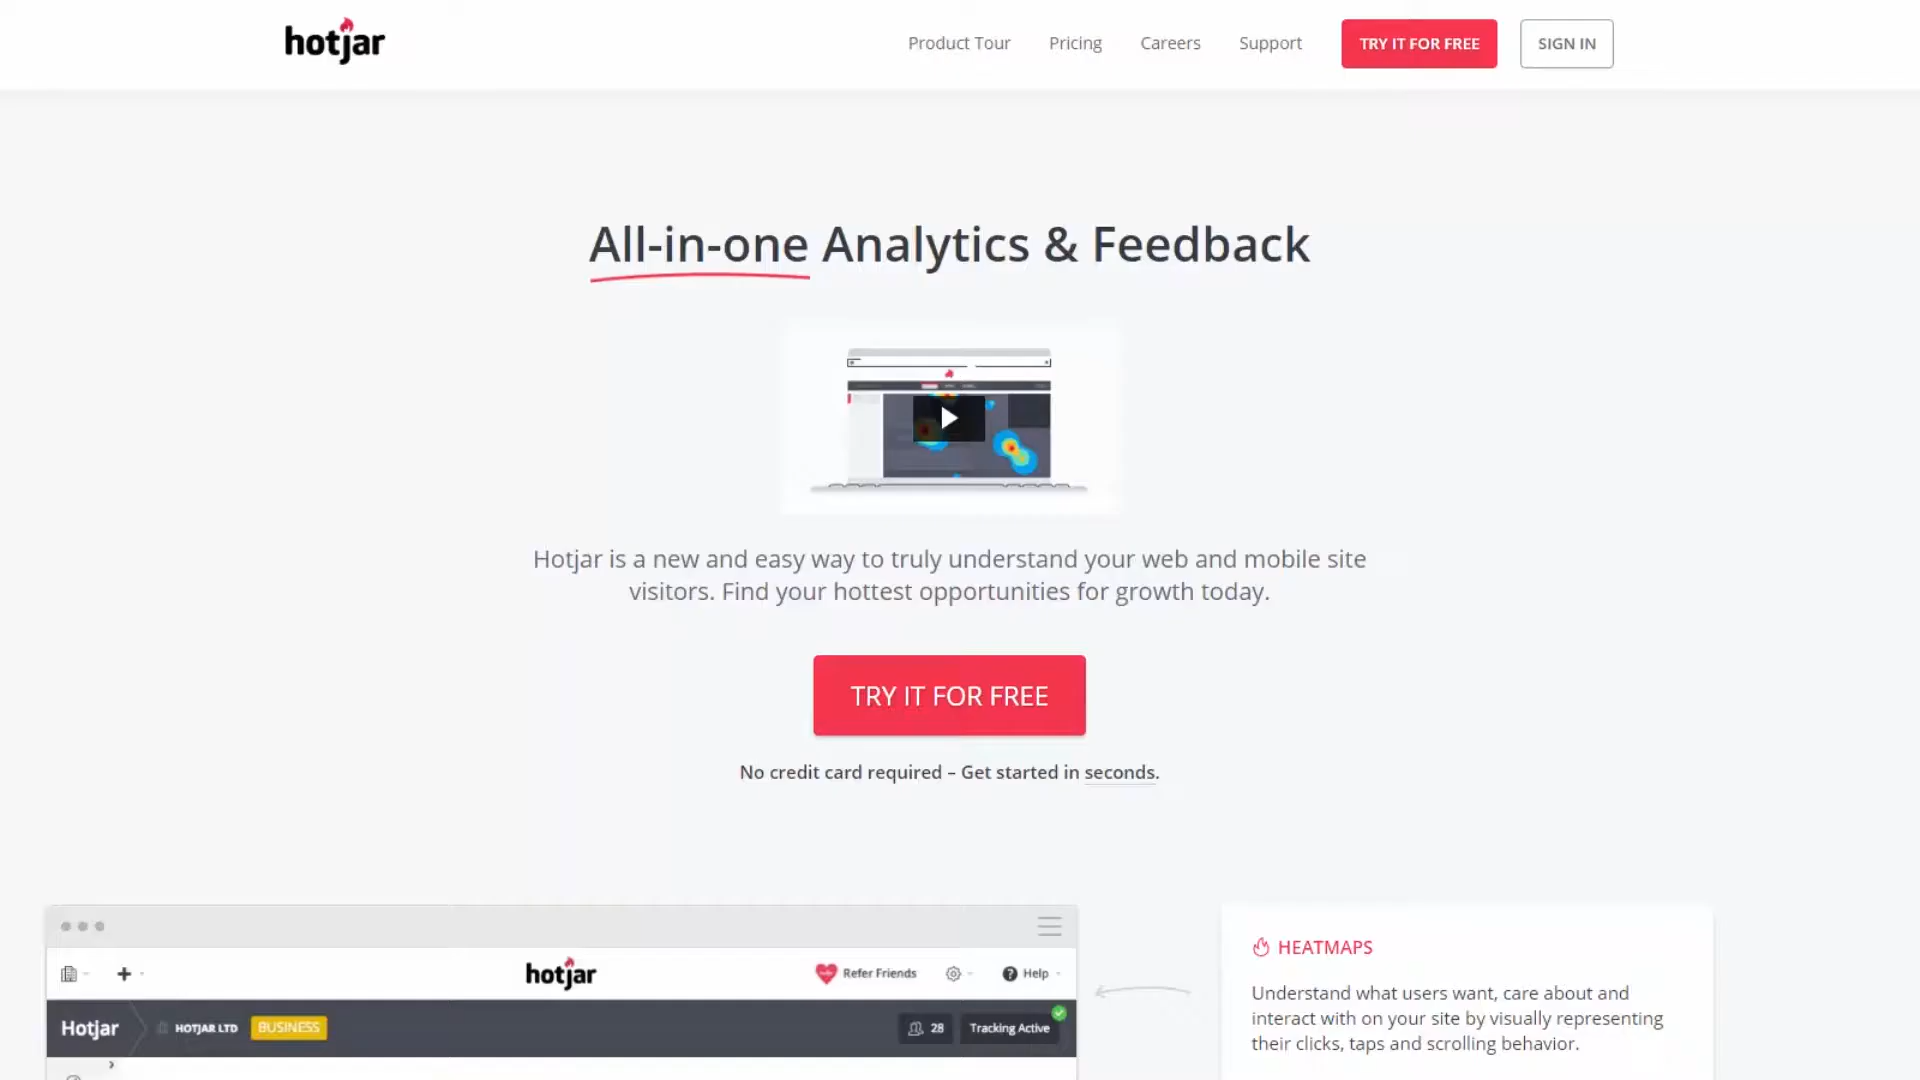 hotjar
Product Tour
Pricing
Careers
Support
TRY IT FOR FREE
SIGN IN
All-in-one Analytics & Feedback
Hotjar is a new and easy way to truly understand your web and mobile site
visitors. Find your hottest opportunities for growth today.
TRY IT FOR FREE
No credit card required – Get started in seconds.
hotjar
Refer Friends
Help
Hotjar
HOTJAR LTD
BUSINESS
28
Tracking Active
HEATMAPS
Understand what users want, care about and
interact with on your site by visually representing
their clicks, taps and scrolling behavior.